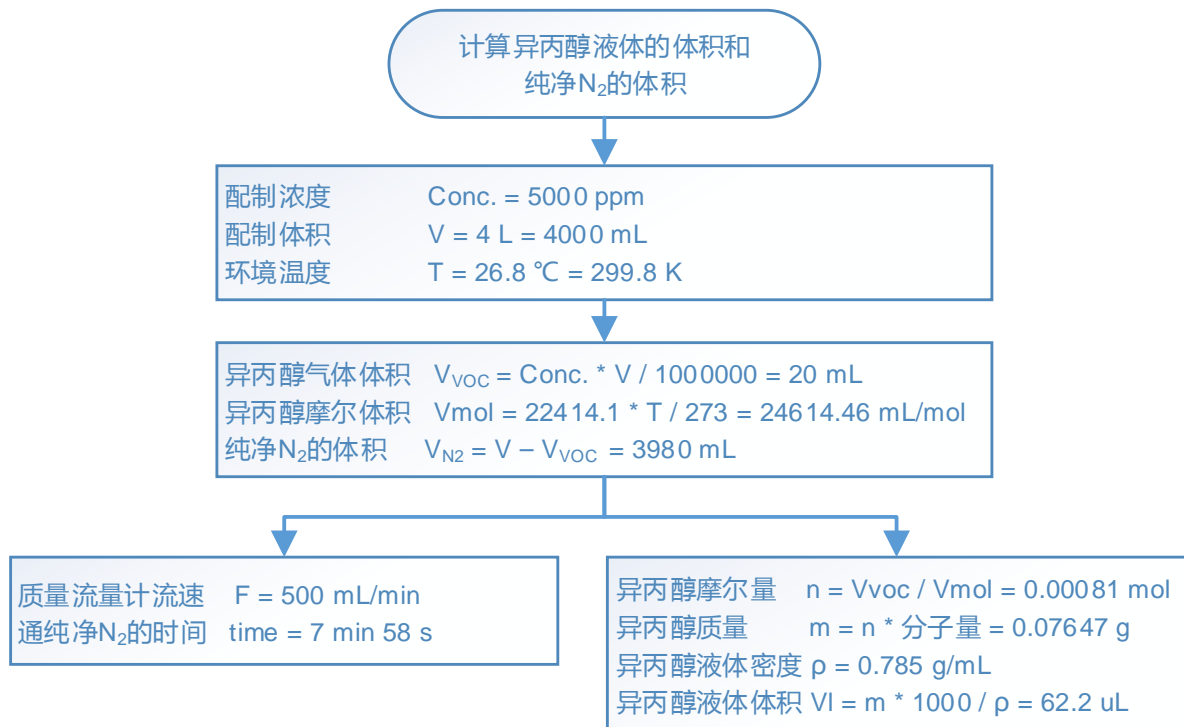 计算异丙醇液体的体积和
纯净N₂的体积
配制浓度 Conc. = 5000 ppm
配制体积 V = 4 L = 4000 mL
环境温度 T = 26.8 ℃ = 299.8 K
异丙醇气体体积 V_VOC = Conc. * V / 1000000 = 20 mL
异丙醇摩尔体积 Vmol = 22414.1 * T / 273 = 24614.46 mL/mol
纯净N₂的体积 V_N2 = V – V_VOC = 3980 mL
质量流量计流速 F = 500 mL/min
通纯净N₂的时间 time = 7 min 58 s
异丙醇摩尔量 n = Vvoc / Vmol = 0.00081 mol
异丙醇质量 m = n * 分子量 = 0.07647 g
异丙醇液体密度 ρ = 0.785 g/mL
异丙醇液体体积 Vl = m * 1000 / ρ = 62.2 uL